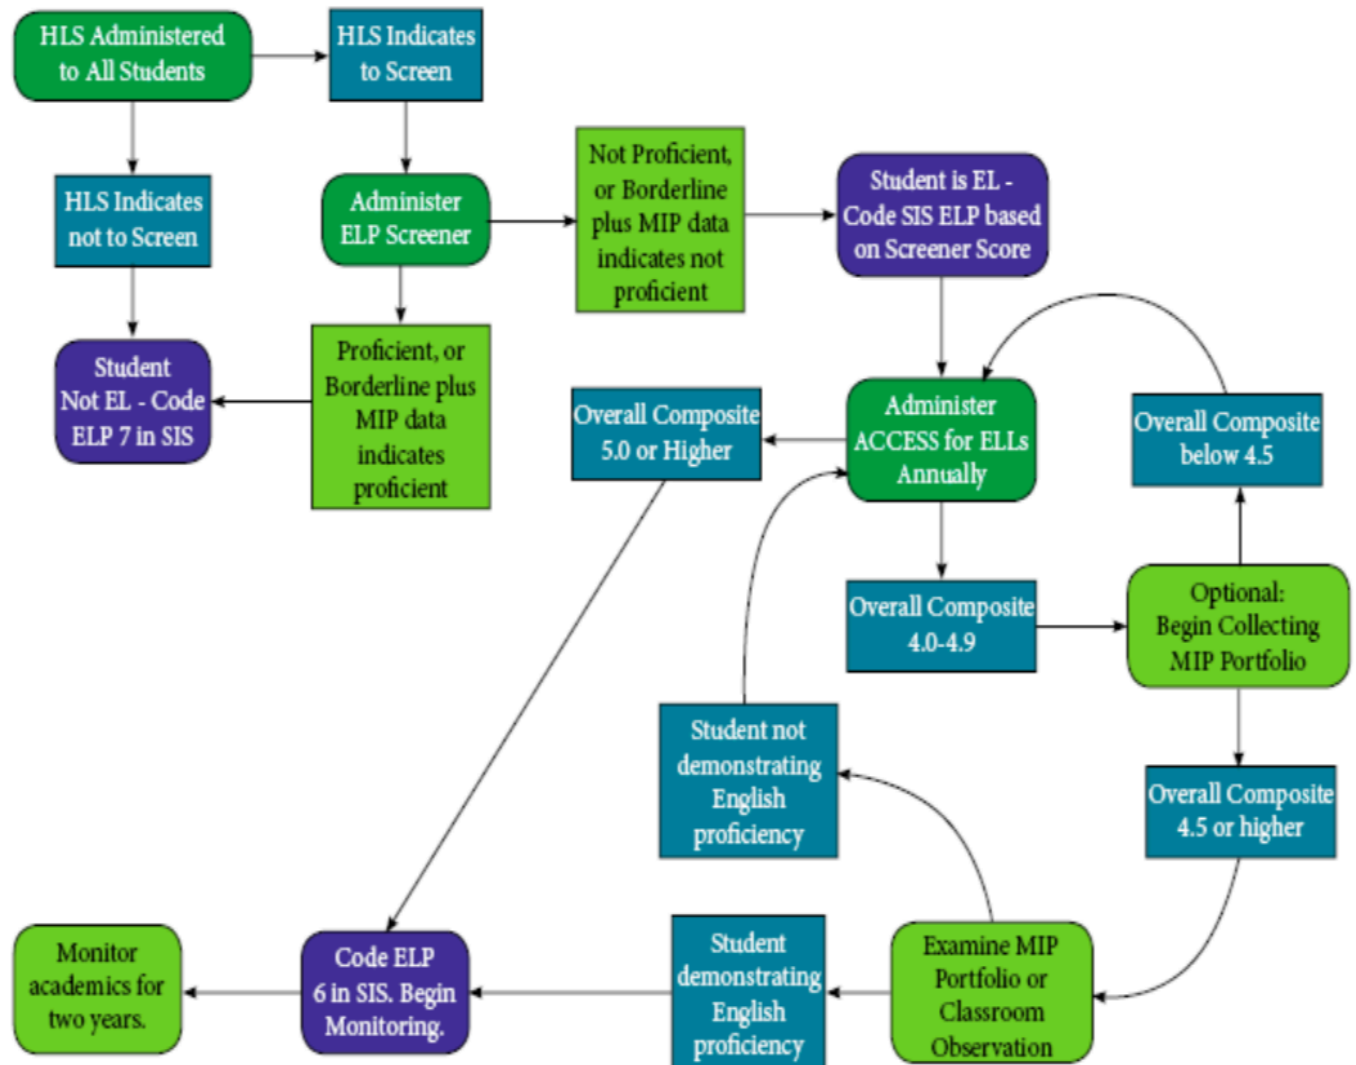 HLS Administered
to All Students
HLS Indicates
to Screen
HLS Indicates
not to Screen
Administer
ELP Screener
Not Proficient,
or Borderline
plus MIP data
indicates not
proficient
Student is EL -
Code SIS ELP based
on Screener Score
Student
Not EL - Code
ELP 7 in SIS
Proficient, or
Borderline plus
MIP data
indicates
proficient
Overall Composite
5.0 or Higher
Administer
ACCESS for ELLs
Annually
Overall Composite
below 4.5
Overall Composite
4.0-4.9
Optional:
Begin Collecting
MIP Portfolio
Student not
demonstrating
English
proficiency
Overall Composite
4.5 or higher
Monitor
academics for
two years.
Code ELP
6 in SIS. Begin
Monitoring.
Student
demonstrating
English
proficiency
Examine MIP
Portfolio or
Classroom
Observation